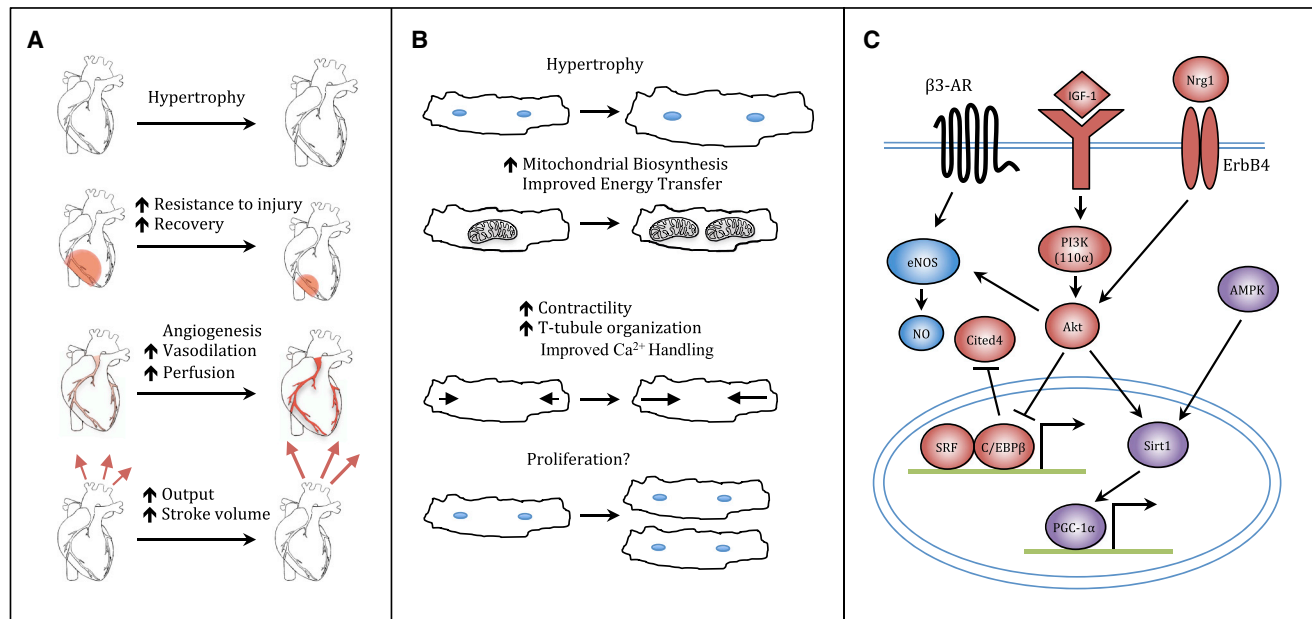 A
Hypertrophy
Resistance to injury
Recovery
Angiogenesis
Vasodilation
Perfusion
Output
Stroke volume
B
Hypertrophy
Mitochondrial Biosynthesis
Improved Energy Transfer
Contractility
T-tubule organization
Improved Ca²⁺ Handling
Proliferation?
C
β3-AR
IGF-1
Nrg1
ErbB4
eNOS
PI3K
(110α)
AMPK
NO
Cited4
Akt
SRF
C/EBPβ
Sirt1
PGC-1α